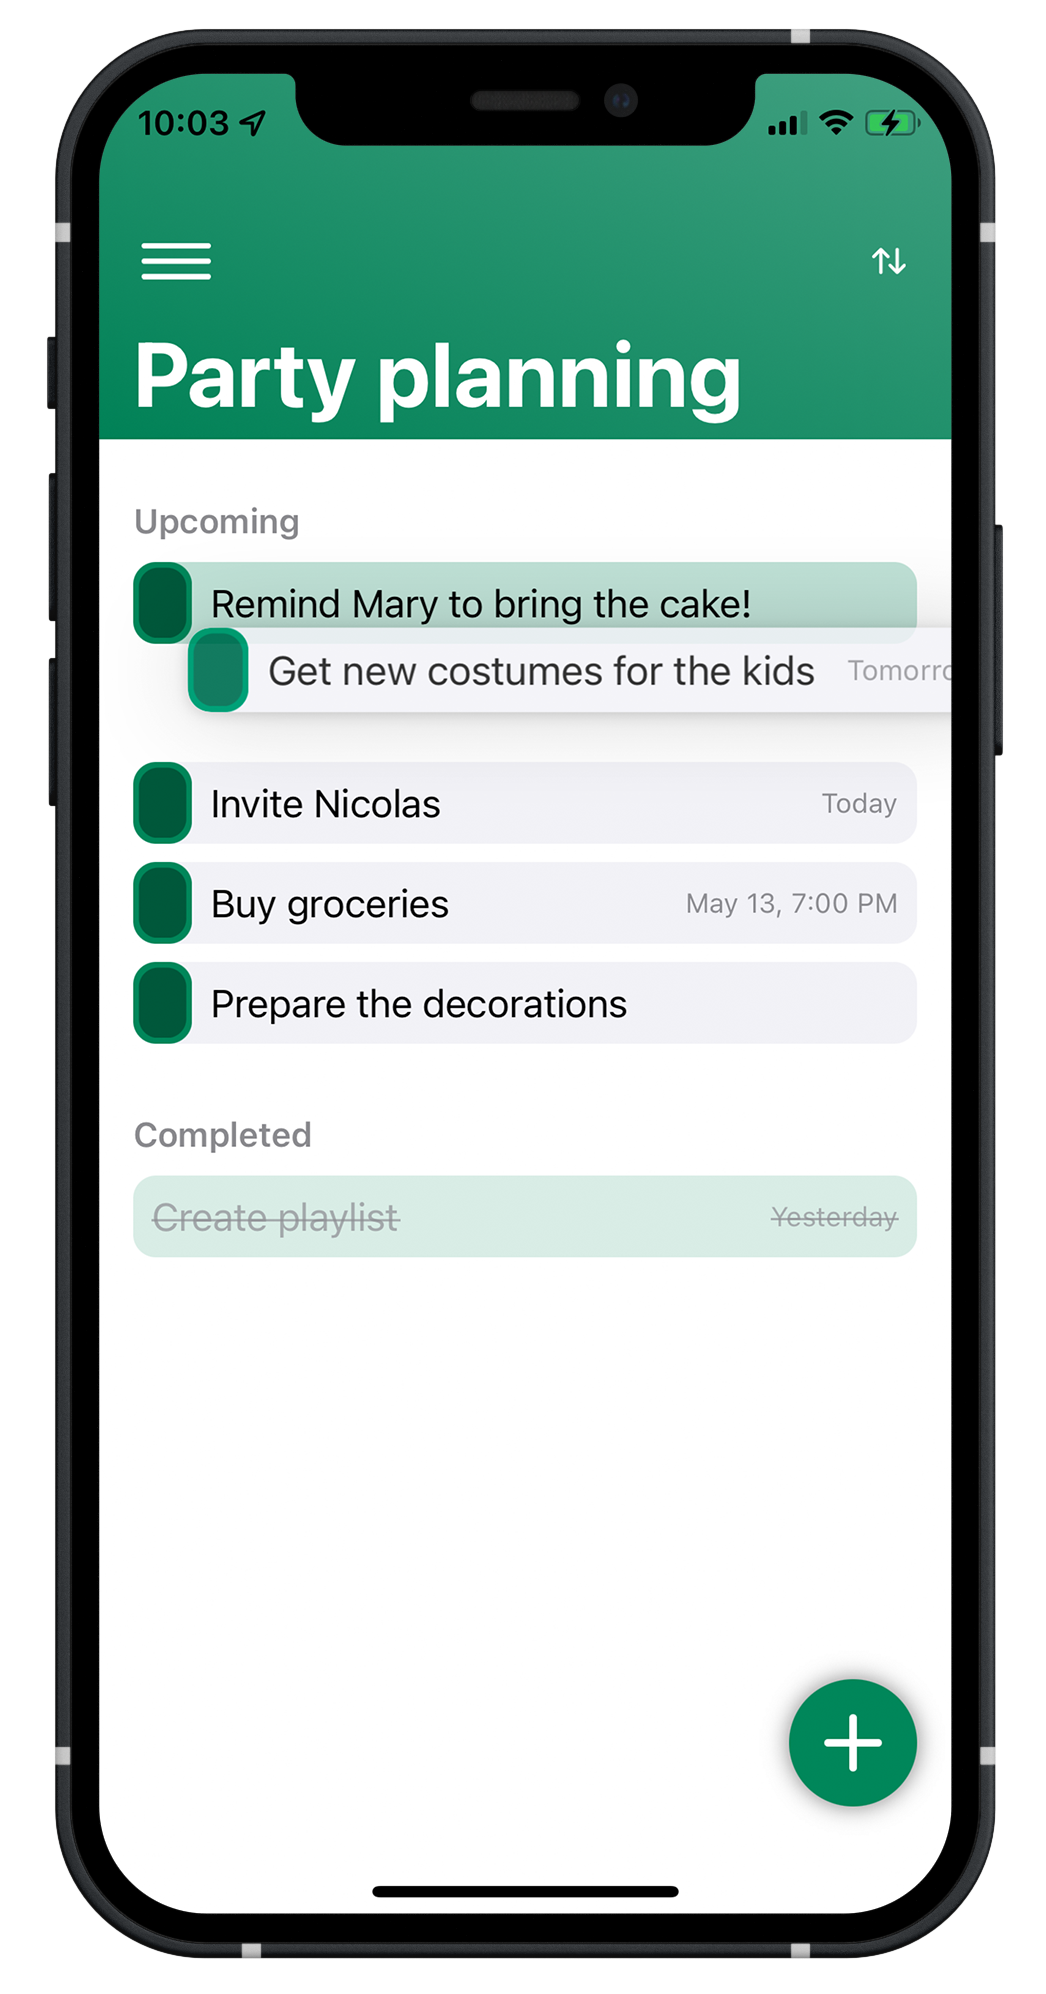 10:03
Party planning
Upcoming
Remind Mary to bring the cake!
Get new costumes for the kids Tomorro
Invite Nicolas Today
Buy groceries May 13, 7:00 PM
Prepare the decorations
Completed
Create playlist Yesterday